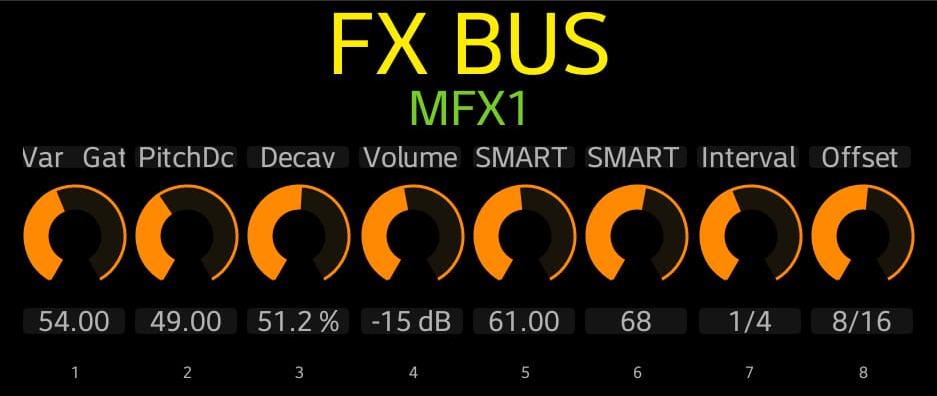 FX BUS
MFX1
Var Gat PitchDc Decay Volume SMART SMART Interval Offset
54.00 49.00 51.2 % -15 dB 61.00 68 1/4 8/16
1 2 3 4 5 6 7 8